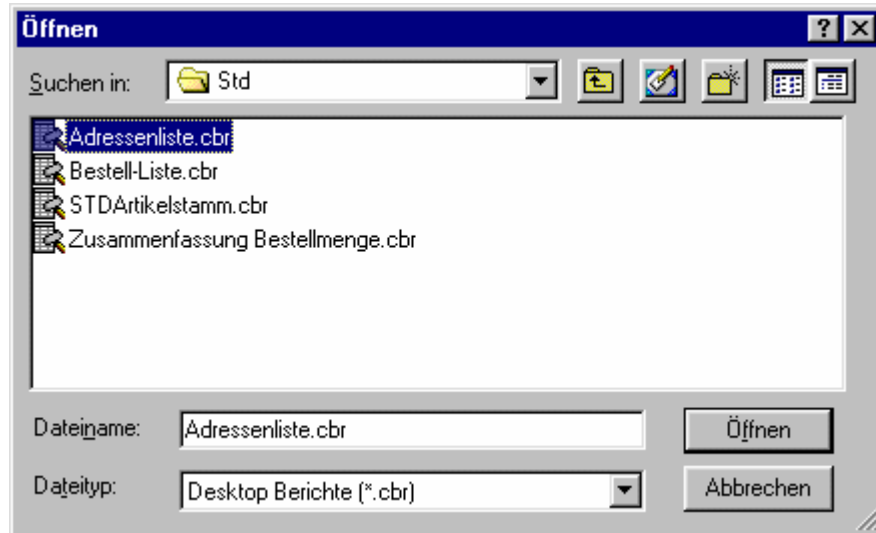 Öffnen
Suchen in: Std
Adressenliste.cbr
Bestell-Liste.cbr
STDArtikelstamm.cbr
Zusammenfassung Bestellmenge.cbr
Dateiname: Adressenliste.cbr Öffnen
Dateityp: Desktop Berichte (*.cbr) Abbrechen